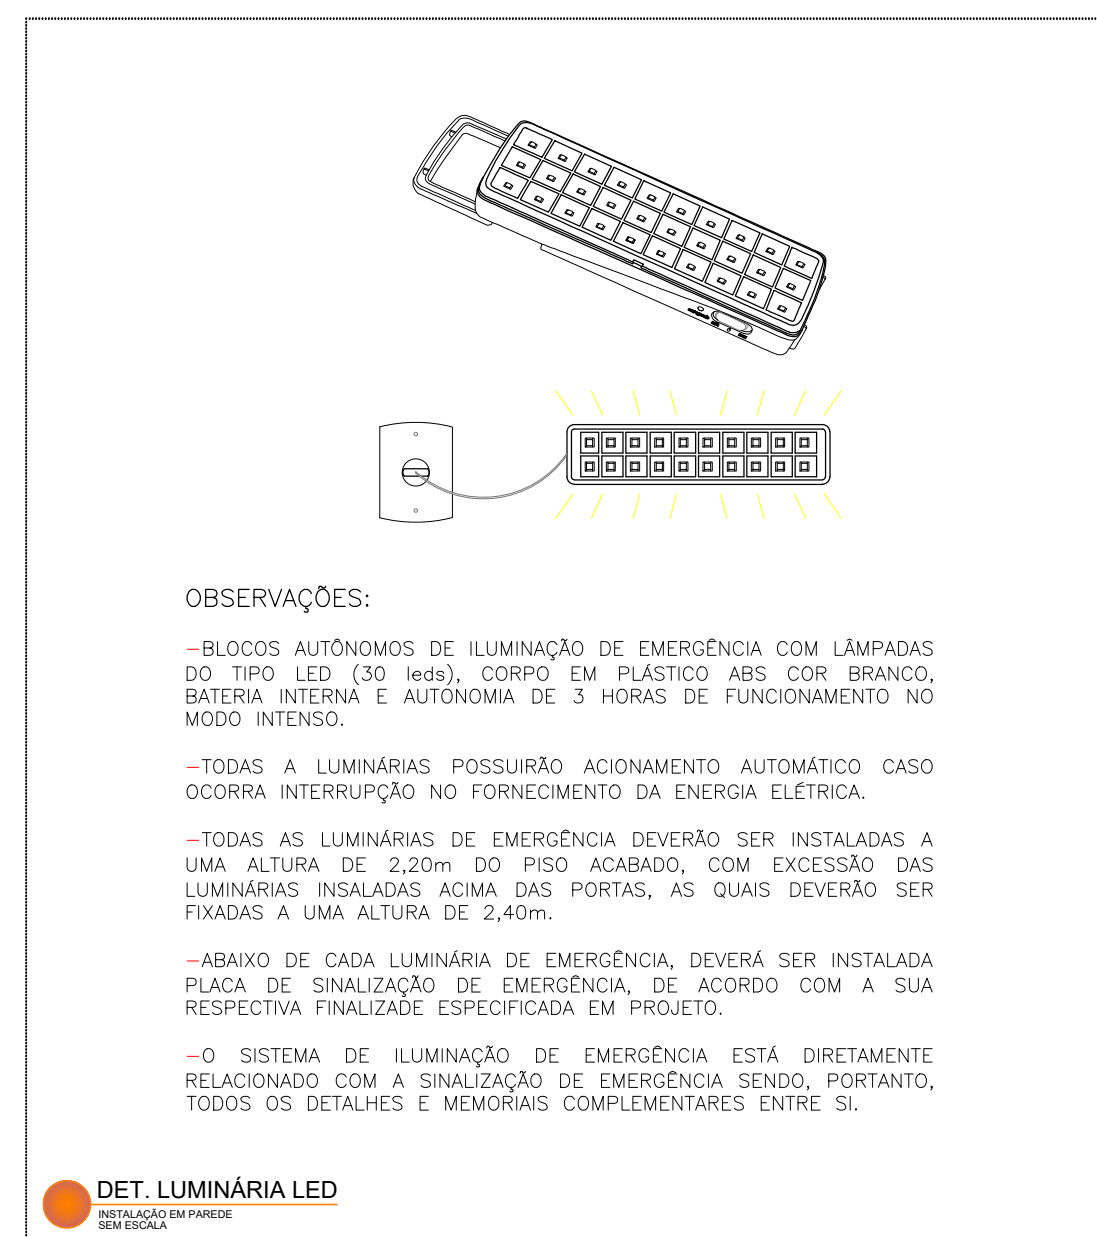 OBSERVAÇÕES:
-BLOCOS AUTÔNOMOS DE ILUMINAÇÃO DE EMERGÊNCIA COM LÂMPADAS
DO TIPO LED (30 leds), CORPO EM PLÁSTICO ABS COR BRANCO,
BATERIA INTERNA E AUTONOMIA DE 3 HORAS DE FUNCIONAMENTO NO
MODO INTENSO.
-TODAS A LUMINÁRIAS POSSUIRÃO ACIONAMENTO AUTOMÁTICO CASO
OCORRA INTERRUPÇÃO NO FORNECIMENTO DA ENERGIA ELÉTRICA.
-TODAS AS LUMINÁRIAS DE EMERGÊNCIA DEVERÃO SER INSTALADAS A
UMA ALTURA DE 2,20m DO PISO ACABADO, COM EXCESSÃO DAS
LUMINÁRIAS INSALADAS ACIMA DAS PORTAS, AS QUAIS DEVERÃO SER
FIXADAS A UMA ALTURA DE 2,40m.
-ABAIXO DE CADA LUMINÁRIA DE EMERGÊNCIA, DEVERÁ SER INSTALADA
PLACA DE SINALIZAÇÃO DE EMERGÊNCIA, DE ACORDO COM A SUA
RESPECTIVA FINALIZADE ESPECIFICADA EM PROJETO.
-O SISTEMA DE ILUMINAÇÃO DE EMERGÊNCIA ESTÁ DIRETAMENTE
RELACIONADO COM A SINALIZAÇÃO DE EMERGÊNCIA SENDO, PORTANTO,
TODOS OS DETALHES E MEMORIAIS COMPLEMENTARES ENTRE SI.
DET. LUMINÁRIA LED
INSTALAÇÃO EM PAREDE
SEM ESCALA